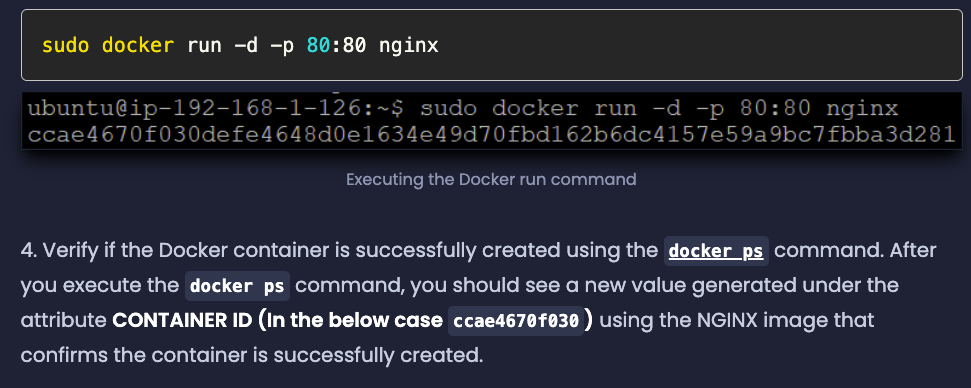 sudo docker run -d -p 80:80 nginx
ubuntu@ip-192-168-1-126:~$ sudo docker run -d -p 80:80 nginx
ccae4670f030defe4648d0e1634e49d70fbd162b6dc4157e59a9bc7fbba3d281
Executing the Docker run command
4. Verify if the Docker container is successfully created using the docker ps command. After
you execute the docker ps command, you should see a new value generated under the
attribute CONTAINER ID (In the below case ccae4670f030) using the NGINX image that
confirms the container is successfully created.